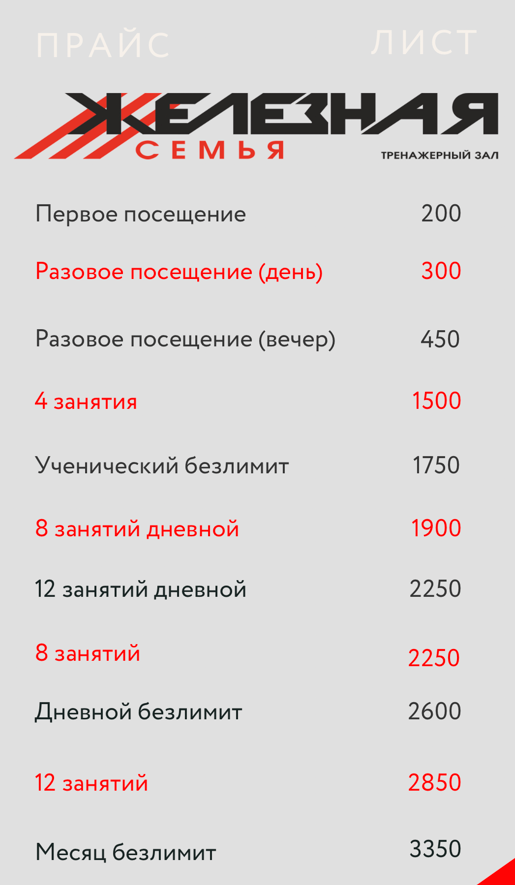 ПРАЙС ЛИСТ
ЖЕЛЕЗНАЯ
СЕМЬЯ ТРЕНАЖЕРНЫЙ ЗАЛ
Первое посещение 200
Разовое посещение (день) 300
Разовое посещение (вечер) 450
4 занятия 1500
Ученический безлимит 1750
8 занятий дневной 1900
12 занятий дневной 2250
8 занятий 2250
Дневной безлимит 2600
12 занятий 2850
Месяц безлимит 3350